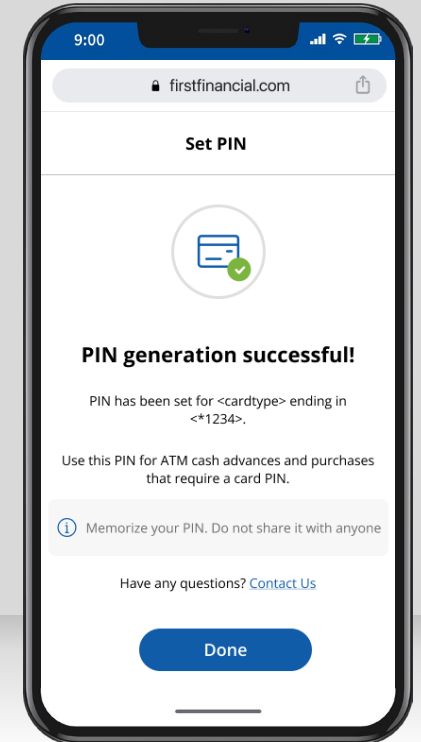 9:00
firstfinancial.com
Set PIN
PIN generation successful!
PIN has been set for <cardtype> ending in
<*1234>.
Use this PIN for ATM cash advances and purchases
that require a card PIN.
Memorize your PIN. Do not share it with anyone
Have any questions? Contact Us
Done